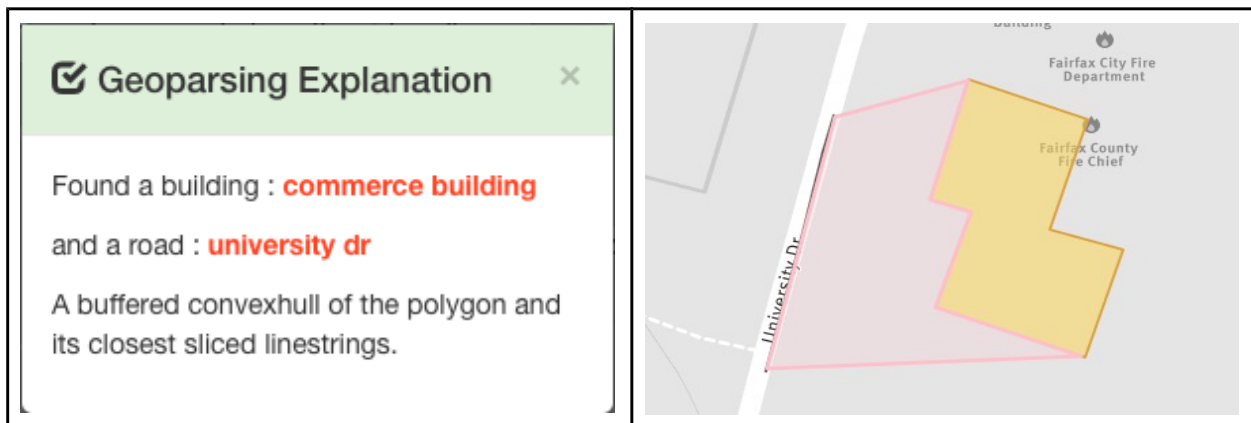 Geoparsing Explanation
×
Found a building : commerce building
and a road : university dr
A buffered convexhull of the polygon and
its closest sliced linestrings.
Building
Fairfax City Fire
Department
Fairfax County
Fire Chief
University Dr